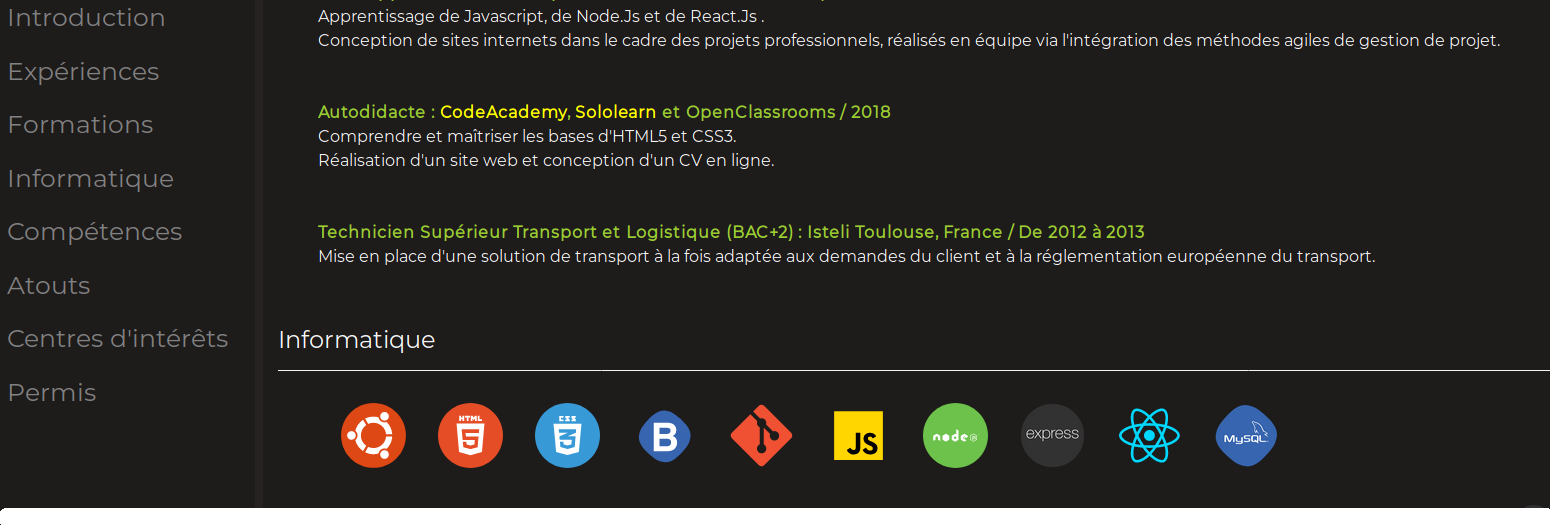 Introduction
Expériences
Formations
Informatique
Compétences
Atouts
Centres d'intérêts
Permis
Apprentissage de Javascript, de Node.Js et de React.Js .
Conception de sites internets dans le cadre des projets professionnels, réalisés en équipe via l'intégration des méthodes agiles de gestion de projet.
Autodidacte : CodeAcademy, Sololearn et OpenClassrooms / 2018
Comprendre et maîtriser les bases d'HTML5 et CSS3.
Réalisation d'un site web et conception d'un CV en ligne.
Technicien Supérieur Transport et Logistique (BAC+2) : Isteli Toulouse, France / De 2012 à 2013
Mise en place d'une solution de transport à la fois adaptée aux demandes du client et à la réglementation européenne du transport.
Informatique
HTML 5 CSS 3 B JS node express MySQL